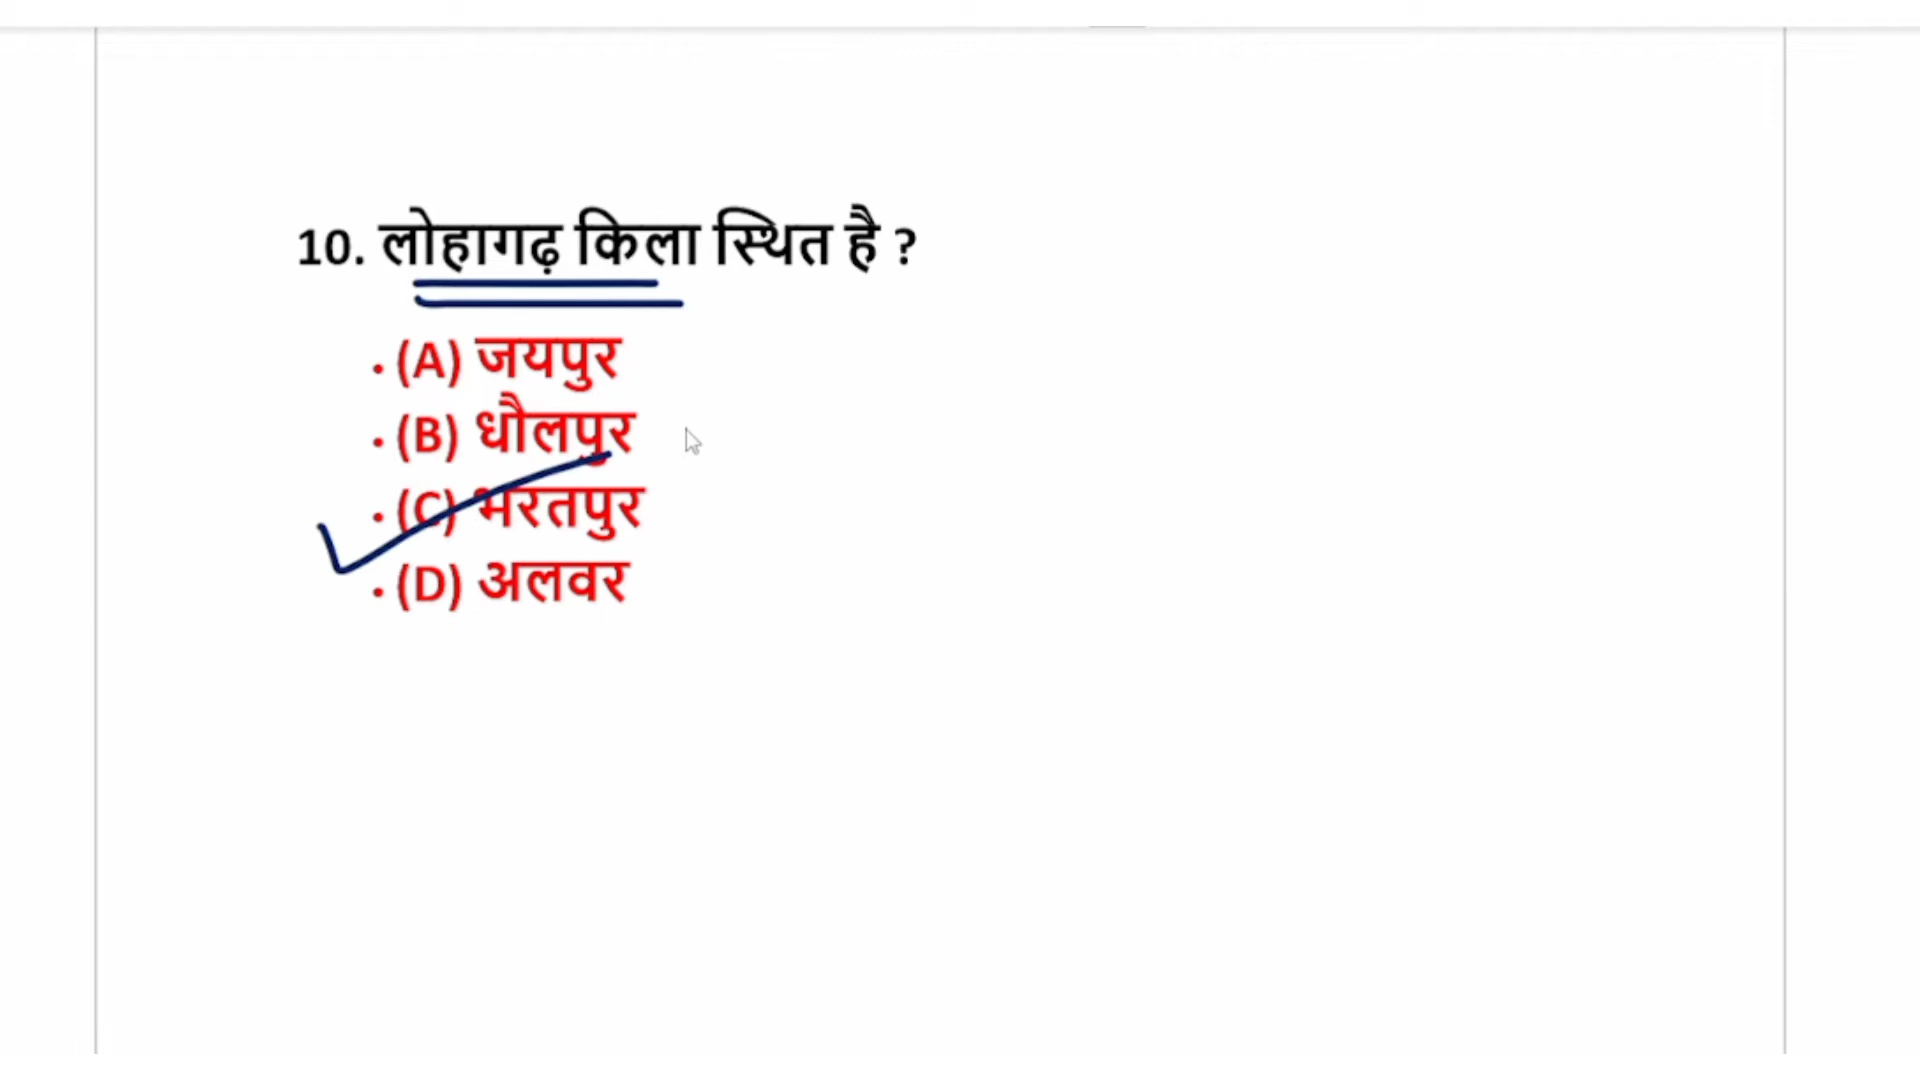 10. लोहागढ़ किला स्थित है ?
• (A) जयपुर
• (B) धौलपुर
• (C) भरतपुर
• (D) अलवर